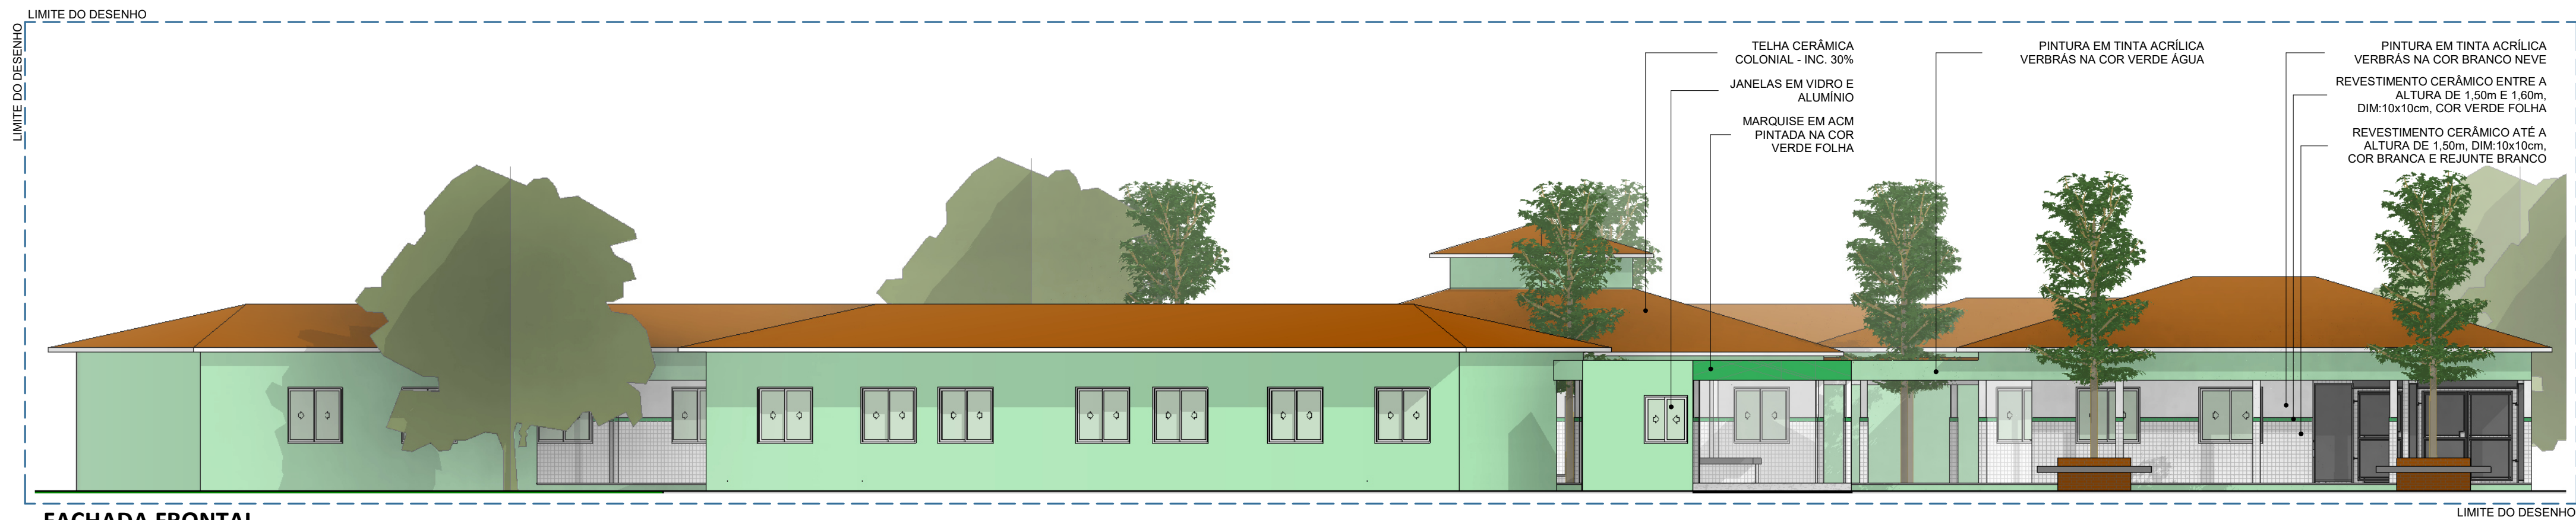 LIMITE DO DESENHO
LIMITE DO DESENHO
TELHA CERÂMICA
COLONIAL - INC. 30%
JANELAS EM VIDRO E
ALUMÍNIO
MARQUISE EM ACM
PINTADA NA COR
VERDE FOLHA
PINTURA EM TINTA ACRÍLICA
VERBRÁS NA COR VERDE ÁGUA
PINTURA EM TINTA ACRÍLICA
VERBRÁS NA COR BRANCO NEVE
REVESTIMENTO CERÂMICO ENTRE A
ALTURA DE 1,50m E 1,60m,
DIM:10x10cm, COR VERDE FOLHA
REVESTIMENTO CERÂMICO ATÉ A
ALTURA DE 1,50m, DIM:10x10cm,
COR BRANCA E REJUNTE BRANCO
FACHADA FRONTAL
LIMITE DO DESENHO